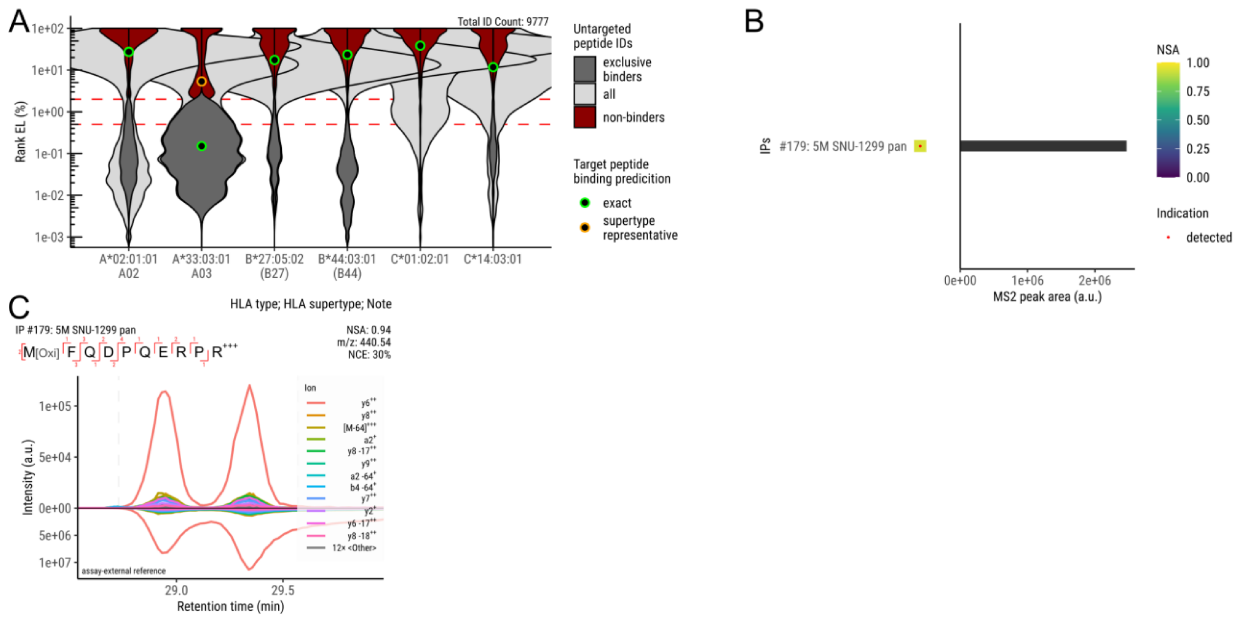 A
Total ID Count: 9777
1e+02
1e+01
1e+00
1e-01
1e-02
1e-03
Rank EL (%)
A*02:01:01
A02
A*33:03:01
A03
B*27:05:02
(B27)
B*44:03:01
(B44)
C*01:02:01
C*14:03:01
HLA type; HLA supertype; Note
Untargeted
peptide IDs
exclusive
binders
all
non-binders
Target peptide
binding predicition
exact
supertype
representative
B
IPs
#179: 5M SNU-1299 pan
0e+00
1e+06
2e+06
MS2 peak area (a.u.)
NSA
1.00
0.75
0.50
0.25
0.00
Indication
detected
C
IP #179: 5M SNU-1299 pan
NSA: 0.94
m/z: 440.54
NCE: 30%
M[Oxi] F Q D P Q E R P R+++
1e+05
5e+04
0e+00
5e+06
1e+07
Intensity (a.u.)
assay-external reference
29.0
29.5
Retention time (min)
Ion
y6++
y8++
[M-64]+++
a2+
y8 -17++
y9++
a2 -64+
b4 -64+
y7++
y2+
y6 -17++
y8 -18++
12× <Other>